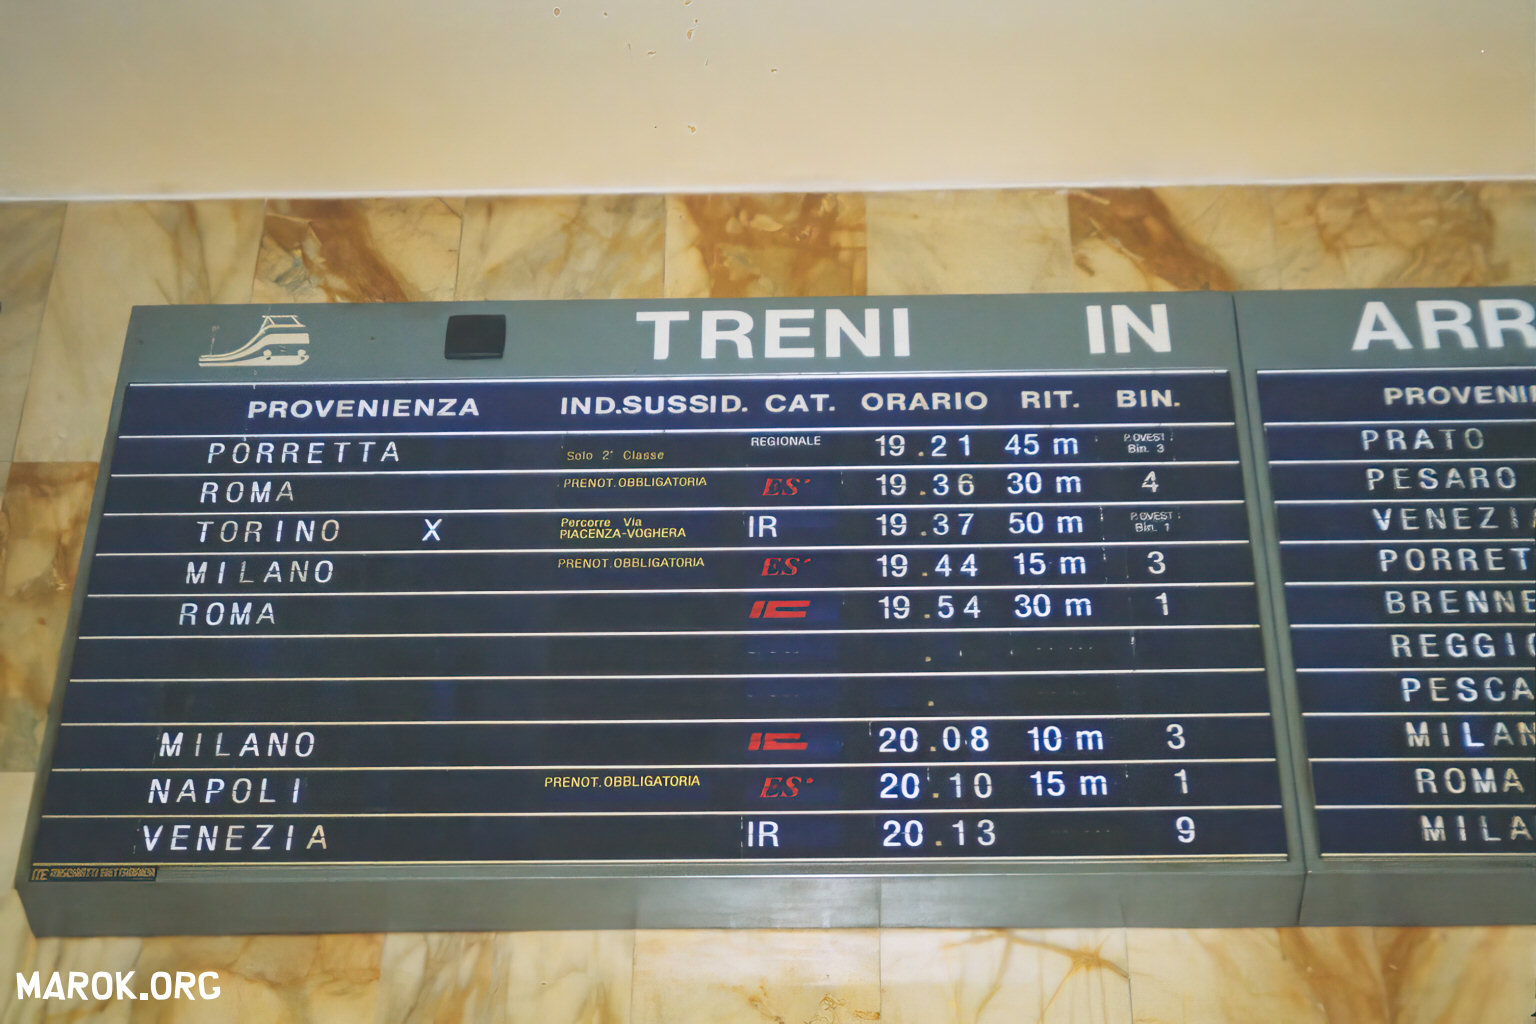 TRENI IN ARR
PROVENIENZA IND.SUSSID. CAT. ORARIO RIT. BIN.
PORRETTA Solo 2ª Classe REGIONALE 19.21 45 m P.OVEST Bin. 3
ROMA PRENOT.OBBLIGATORIA ES* 19.36 30 m 4
TORINO X Percorre Via PIACENZA-VOGHERA IR 19.37 50 m P.OVEST Bin. 1
MILANO PRENOT.OBBLIGATORIA ES* 19.44 15 m 3
ROMA IC 19.54 30 m 1
MILANO IC 20.08 10 m 3
NAPOLI PRENOT.OBBLIGATORIA ES* 20.10 15 m 1
VENEZIA IR 20.13 9
PROVENI
PRATO
PESARO
VENEZI
PORRET
BRENNE
REGGI
PESCA
MILAN
ROMA
MILA
MAROK.ORG